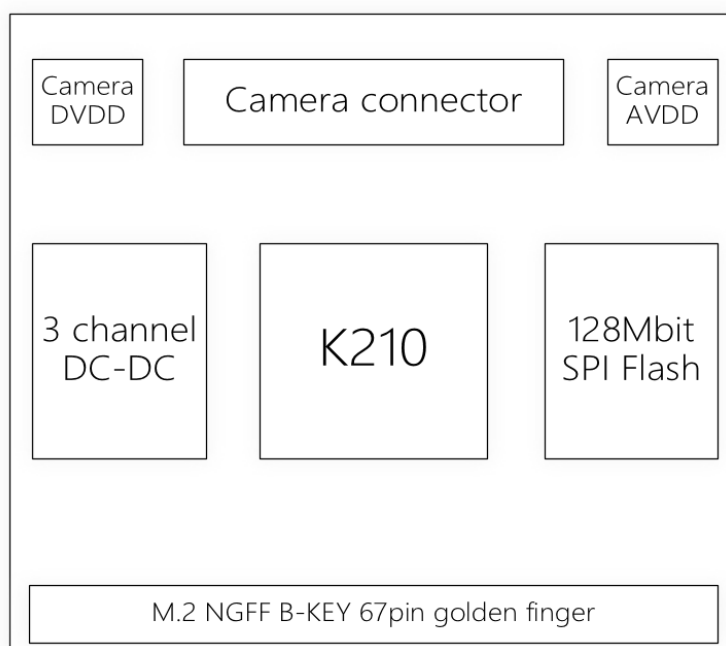 Camera
DVDD
Camera connector
Camera
AVDD
3 channel
DC-DC
K210
128Mbit
SPI Flash
M.2 NGFF B-KEY 67pin golden finger